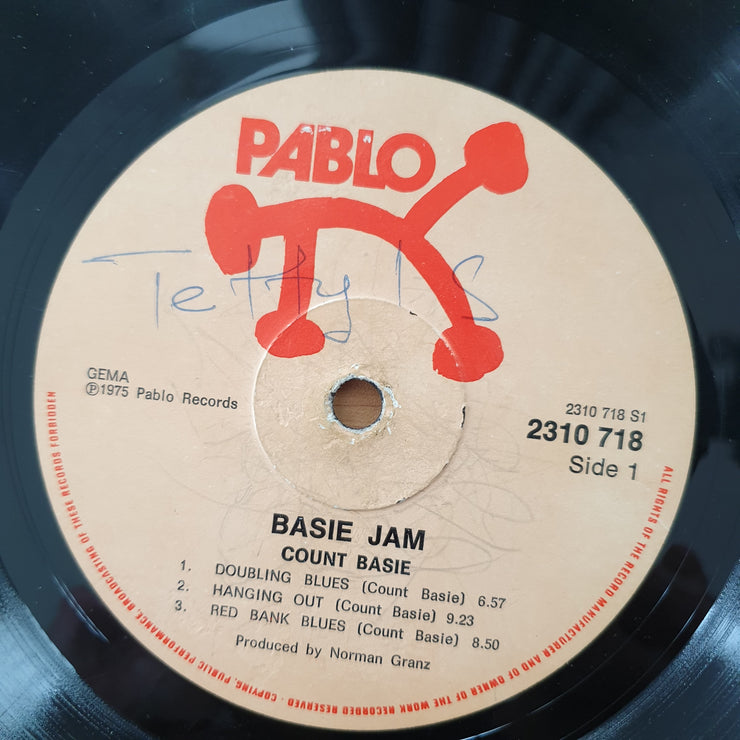 PABLO
Tetty I S
GEMA
℗1975 Pablo Records
2310 718 S1
2310 718
Side 1
BASIE JAM
COUNT BASIE
1. DOUBLING BLUES (Count Basie) 6.57
2. HANGING OUT (Count Basie) 9.23
3. RED BANK BLUES (Count Basie) 8.50
Produced by Norman Granz
ALL RIGHTS OF THE RECORD MANUFACTURER AND OF OWNER OF THE WORK RECORDED RESERVED - COPYING, PUBLIC PERFORMANCE, BROADCASTING OF THESE RECORDS FORBIDDEN